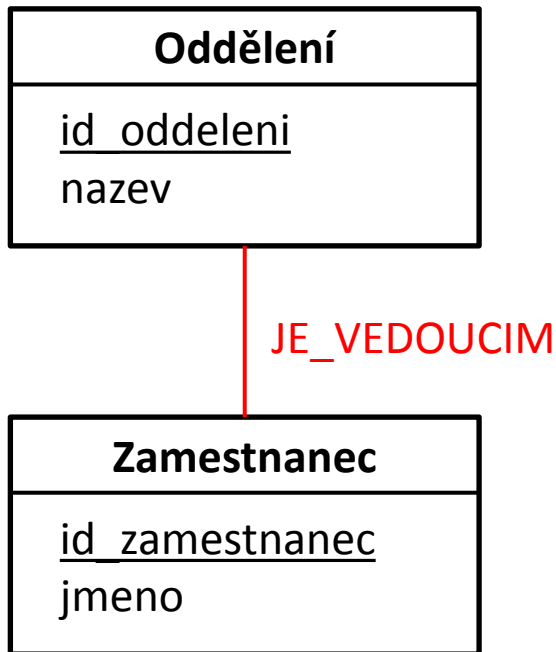 Oddělení
id_oddeleni
nazev
JE_VEDOUCIM
Zamestnanec
id_zamestnanec
jmeno